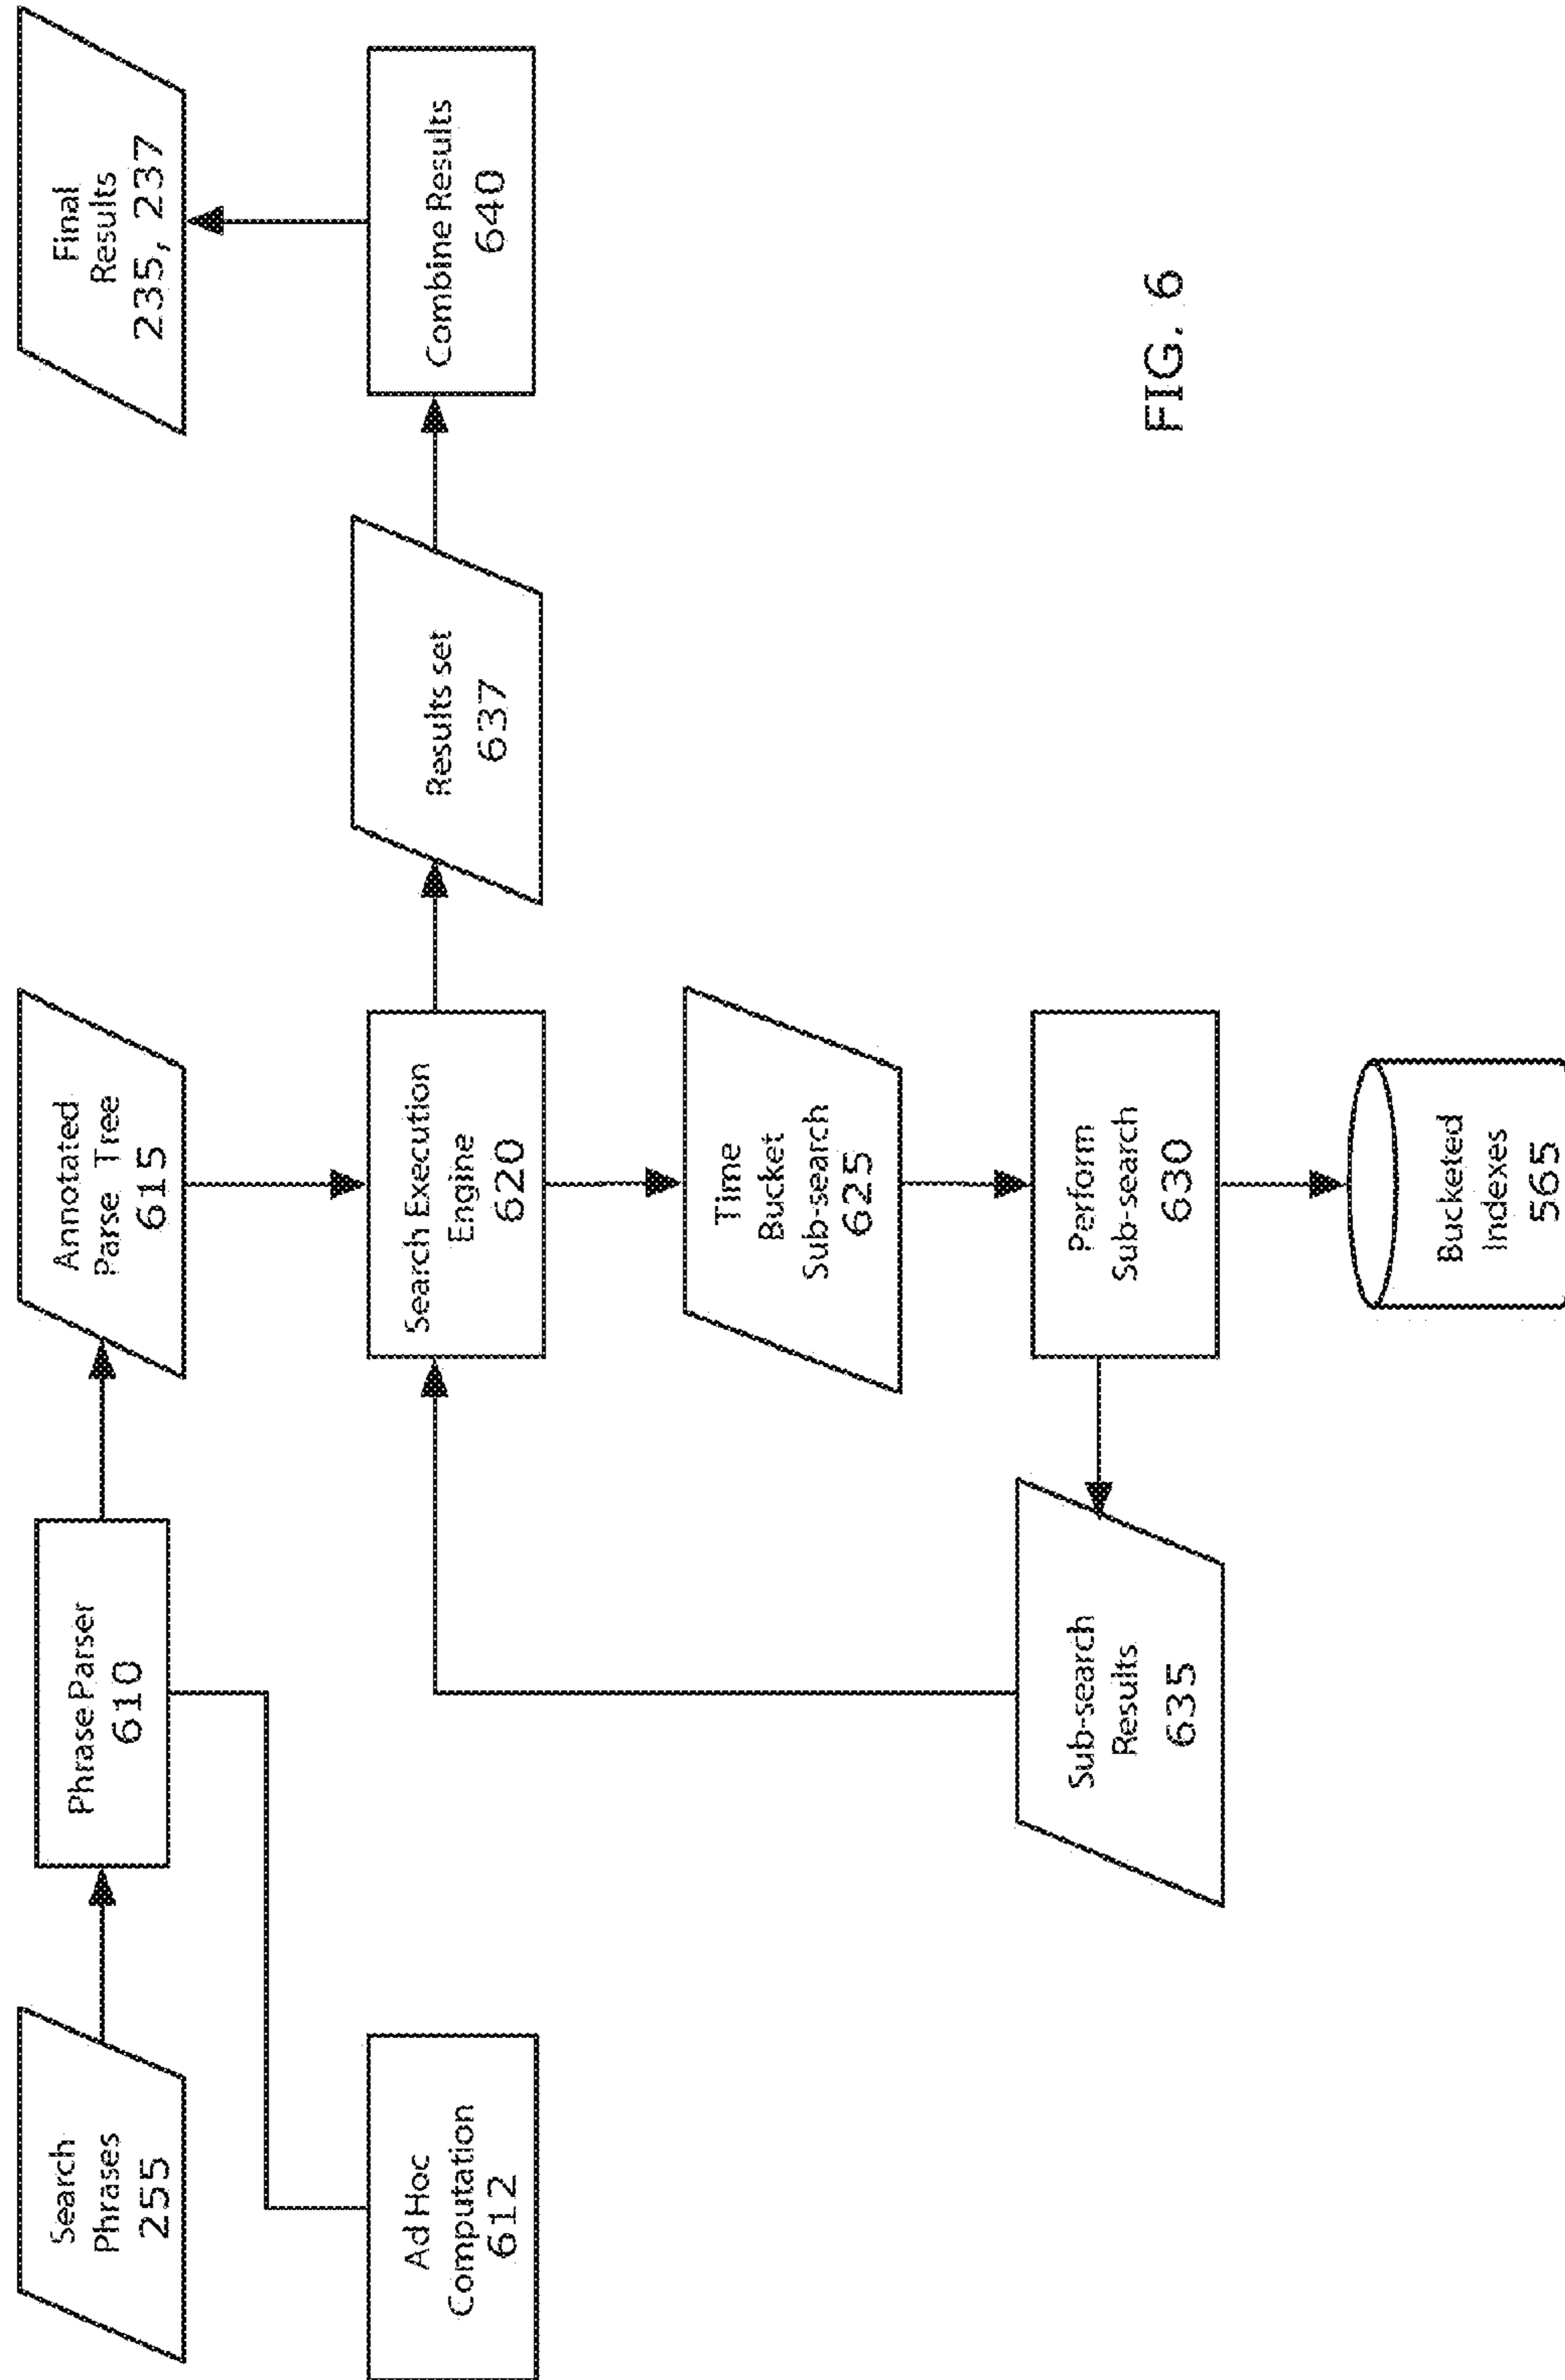 Search
Phrases
255
Phrase Parser
610
Annotated
Parse Tree
615
Final
Results
235, 237
Ad Hoc
Computation
612
Search Execution
Engine
620
Results set
637
Combine Results
640
Time
Bucket
Sub-search
625
Sub-search
Results
635
Perform
Sub-search
630
Bucketed
Indexes
565
FIG. 6